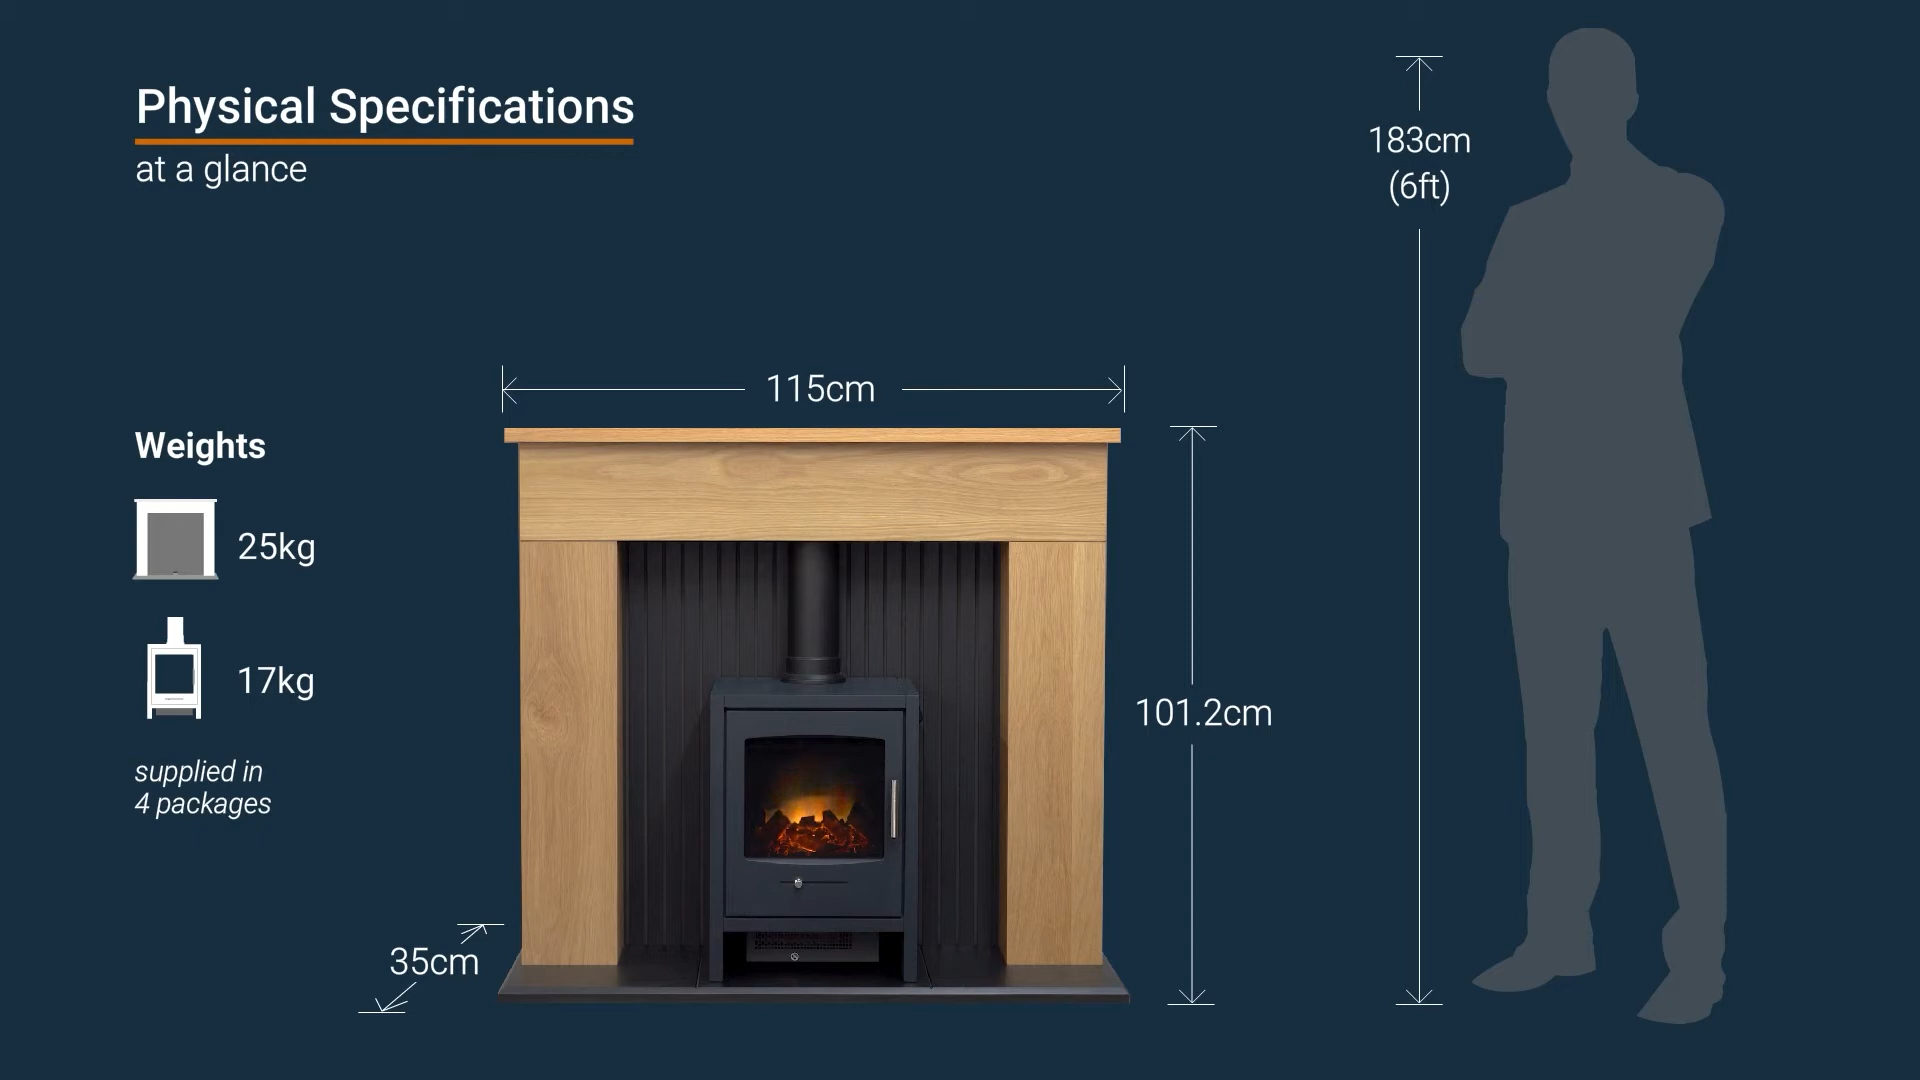 Physical Specifications
at a glance
183cm
(6ft)
115cm
Weights
25kg
17kg
101.2cm
supplied in
4 packages
35cm